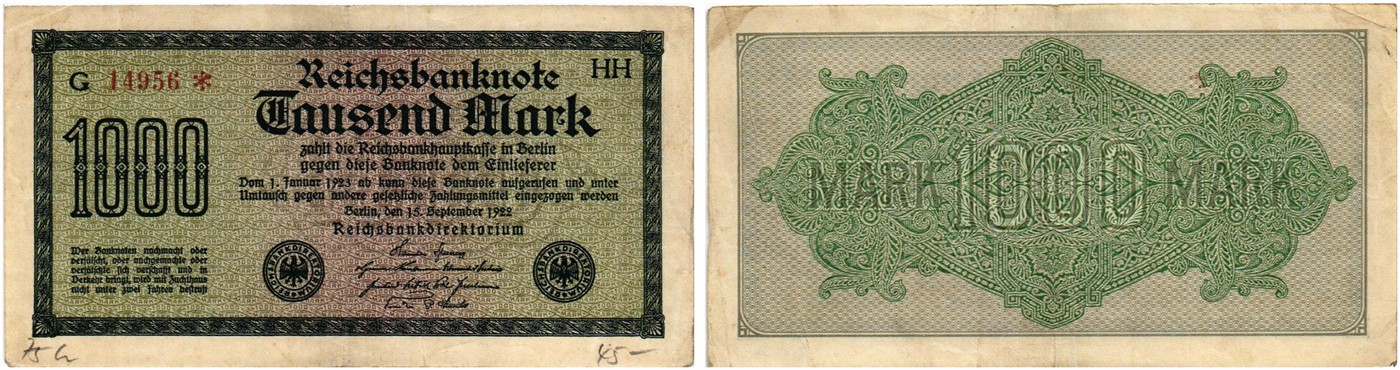 G 14956 * HH
Reichsbanknote
Tausend Mark
1000
zahlt die Reichsbankhauptkasse in Berlin
gegen diese Banknote dem Einlieferer
Vom 1. Januar 1923 ab kann diese Banknote aufgerufen und unter
Umtausch gegen andere gesetzliche Zahlungsmittel eingezogen werden
Berlin, den 15. September 1922
Reichsbankdirektorium
Wer Banknoten nachmacht oder
verfälscht, oder nachgemachte oder
verfälschte sich verschafft und in
Verkehr bringt, wird mit Zuchthaus
nicht unter zwei Jahren bestraft
REICHSBANKDIREKTORIUM
REICHSBANKDIREKTORIUM
45-
MARK 1000 MARK